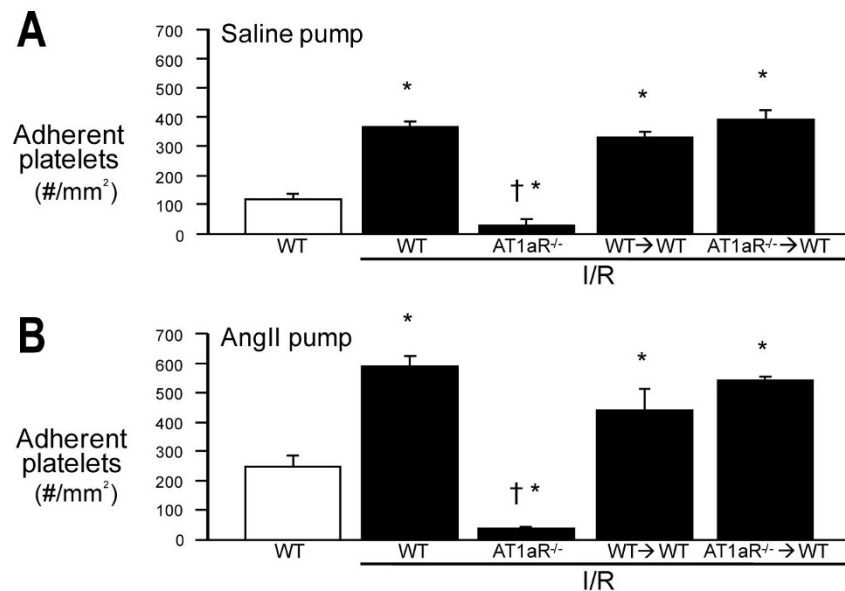 A
Saline pump
700
600
500
400
300
200
100
0
Adherent
platelets
(#/mm²)
*
† *
*
*
WT
WT
AT1aR⁻/⁻
WT→WT
AT1aR⁻/⁻→WT
I/R
B
AngII pump
700
600
500
400
300
200
100
0
Adherent
platelets
(#/mm²)
*
† *
*
*
WT
WT
AT1aR⁻/⁻
WT→WT
AT1aR⁻/⁻→WT
I/R